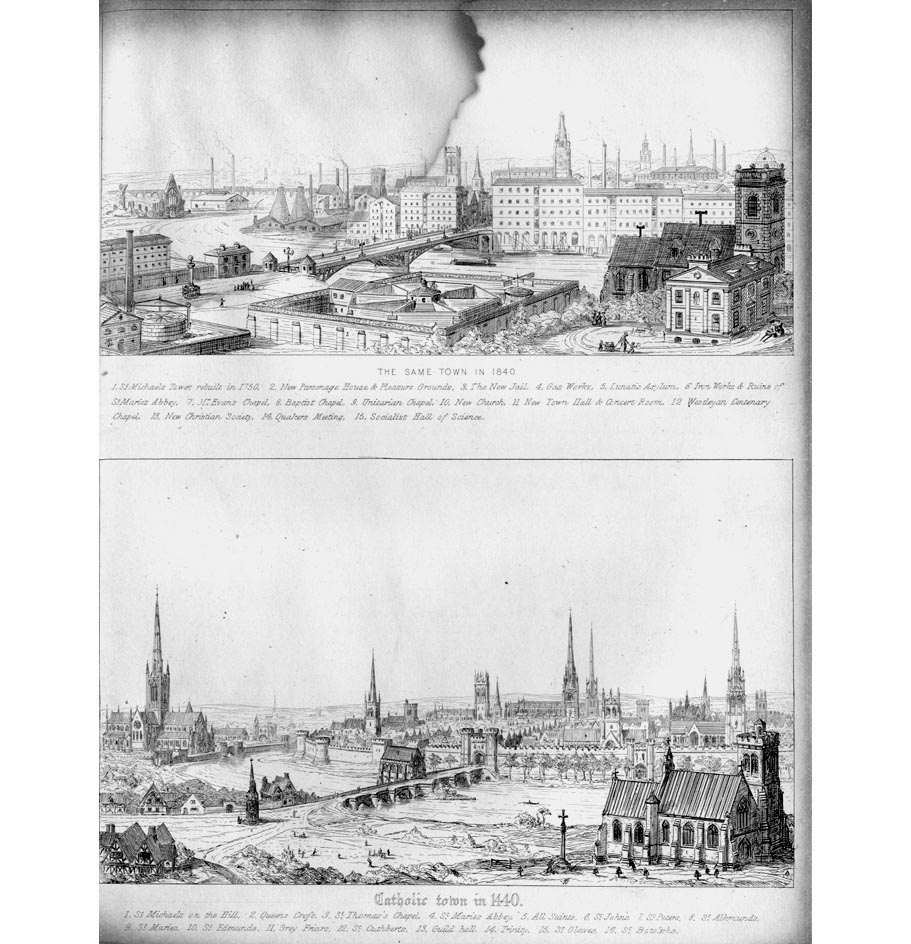 THE SAME TOWN IN 1840
1. St. Michaels Tower, rebuilt in 1750. 2. New Parsonage House & Pleasure Grounds. 3. The New Jail. 4. Gas Works. 5. Lunatic Asylum. 6 Iron Works & Ruins of
St. Maries Abbey. 7. Mr. Evans Chapel. 8. Baptist Chapel. 9. Unitarian Chapel. 10. New Church. 11 New Town Hall & Concert Room. 12 Westleyan Centenary
Chapel. 13. New Christian Society. 14. Quakers Meeting. 15. Socialist Hall of Science.
Catholic town in 1440.
1. St Michaels on the Hill. 2. Queens Cross. 3. St Thomas's Chapel. 4. St Maries Abbey. 5. All Saints. 6. St Johns. 7. St Peters. 8. St Alkmunds.
9. St Maries. 10. St Edmunds. 11. Grey Friars. 12. St Cuthberts. 13. Guild hall. 14. Trinity. 15. St Olaves. 16. St Botolphs.